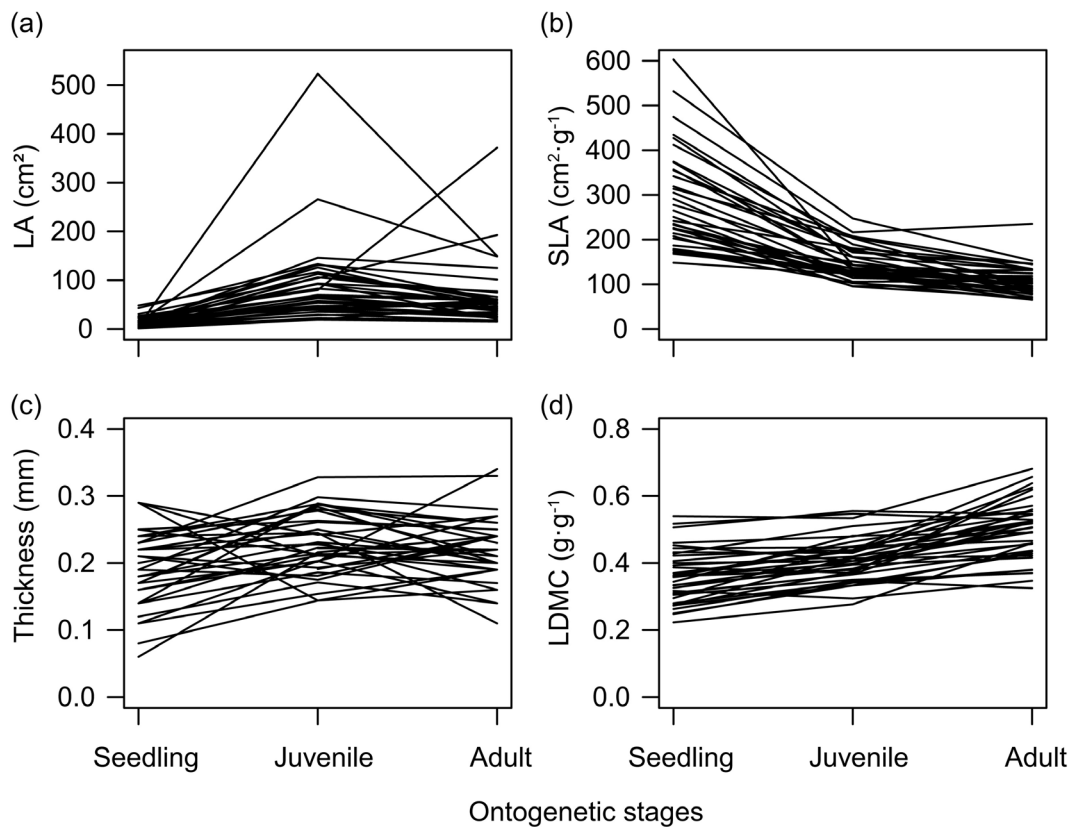 (a)
LA (cm²)
500
400
300
200
100
0
(b)
SLA (cm²·g⁻¹)
600
500
400
300
200
100
0
(c)
Thickness (mm)
0.4
0.3
0.2
0.1
0.0
Seedling Juvenile Adult
(d)
LDMC (g·g⁻¹)
0.8
0.6
0.4
0.2
0.0
Seedling Juvenile Adult
Ontogenetic stages